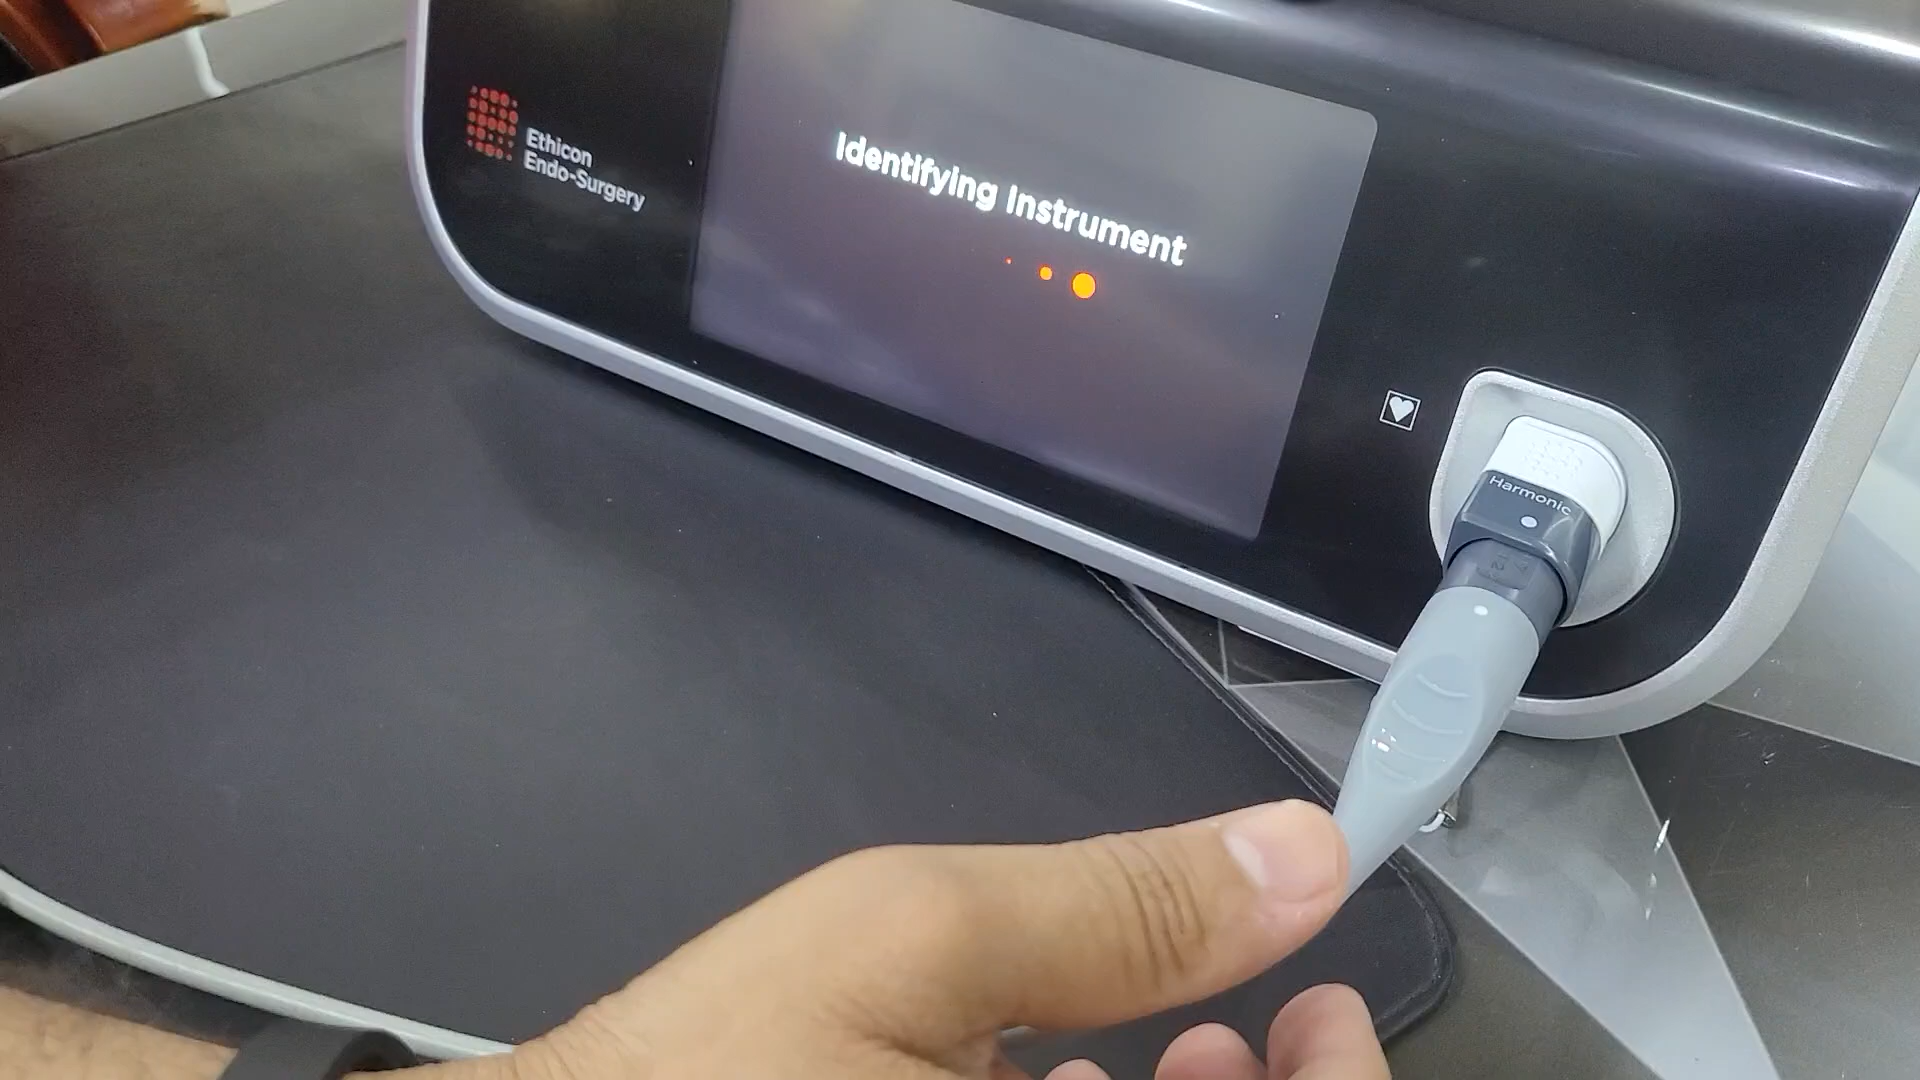 Ethicon
Endo-Surgery
Identifying Instrument
Harmonic